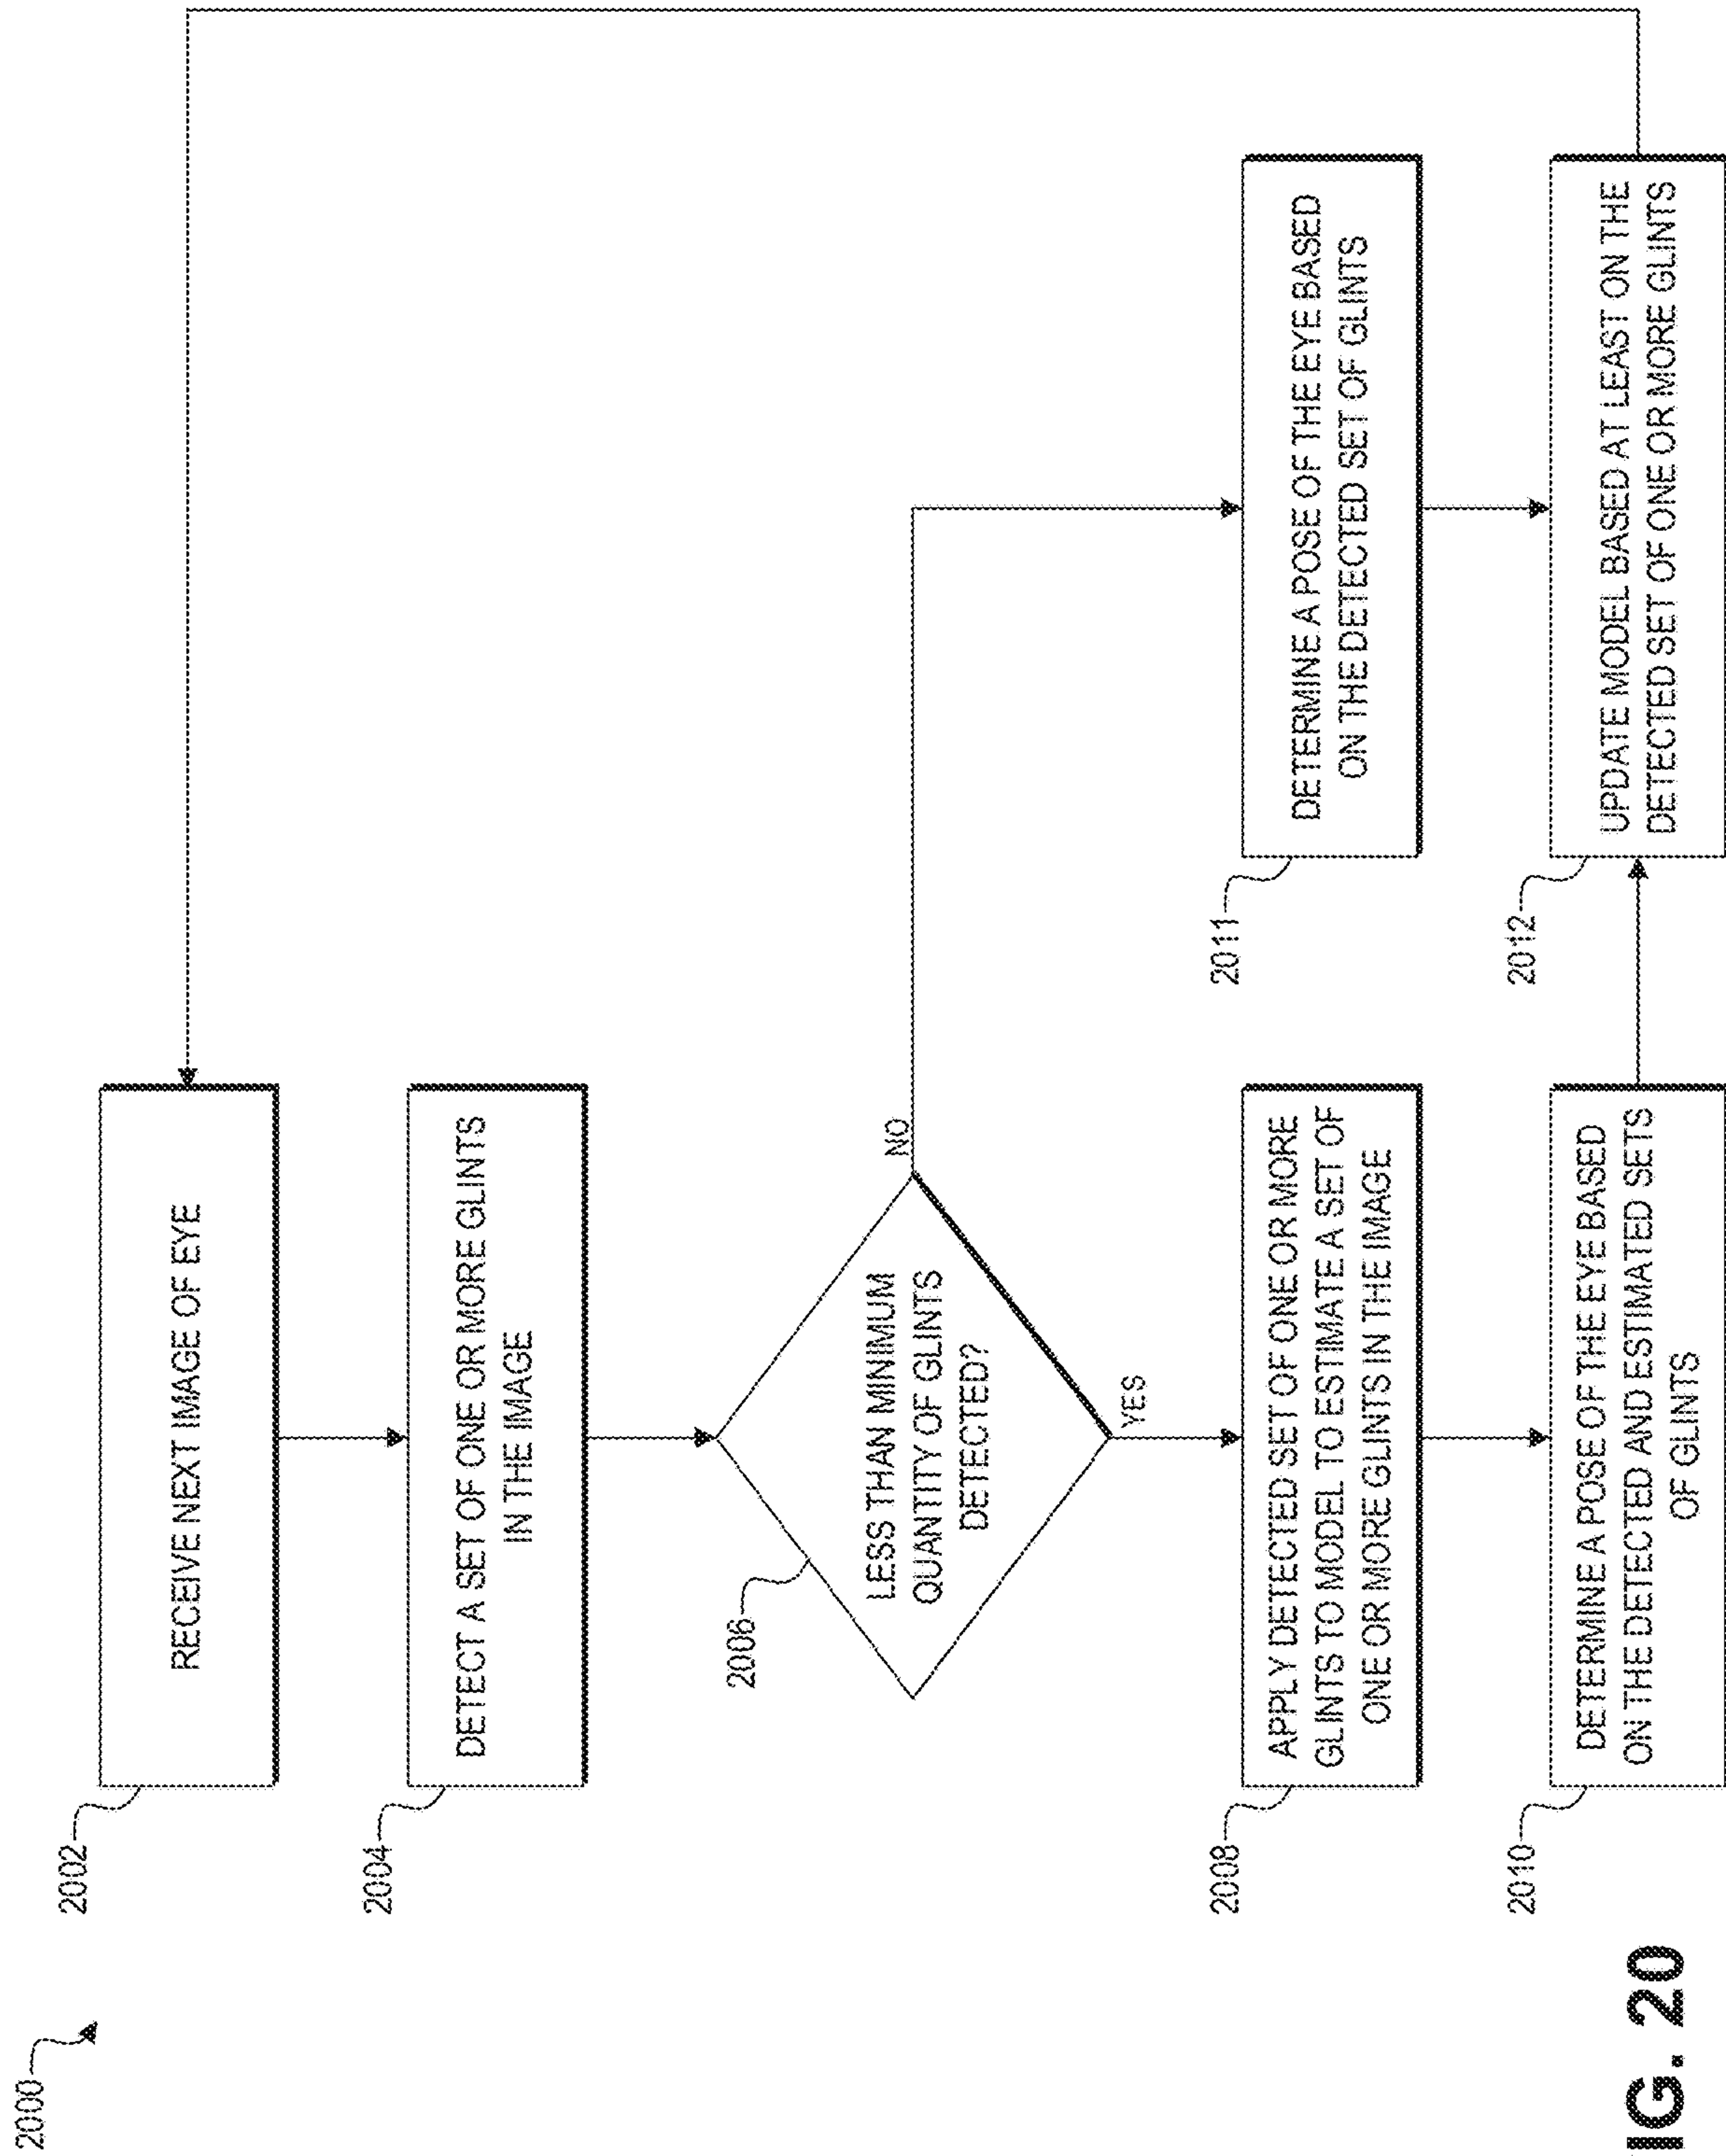 2000
2002
RECEIVE NEXT IMAGE OF EYE
2004
DETECT A SET OF ONE OR MORE GLINTS
IN THE IMAGE
2006
LESS THAN MINIMUM
QUANTITY OF GLINTS
DETECTED?
NO
YES
2008
APPLY DETECTED SET OF ONE OR MORE
GLINTS TO MODEL TO ESTIMATE A SET OF
ONE OR MORE GLINTS IN THE IMAGE
2011
DETERMINE A POSE OF THE EYE BASED
ON THE DETECTED SET OF GLINTS
2010
DETERMINE A POSE OF THE EYE BASED
ON THE DETECTED AND ESTIMATED SETS
OF GLINTS
2012
UPDATE MODEL BASED AT LEAST ON THE
DETECTED SET OF ONE OR MORE GLINTS
IG. 20